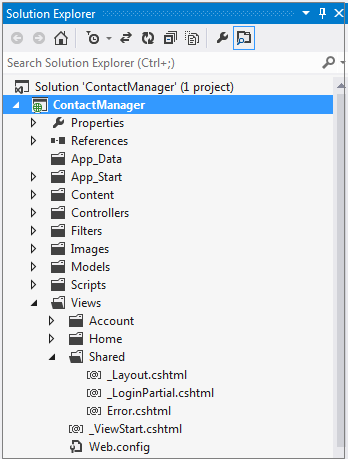 Solution Explorer
Search Solution Explorer (Ctrl+;)
Solution 'ContactManager' (1 project)
ContactManager
Properties
References
App_Data
App_Start
Content
Controllers
Filters
Images
Models
Scripts
Views
Account
Home
Shared
_Layout.cshtml
_LoginPartial.cshtml
Error.cshtml
_ViewStart.cshtml
Web.config